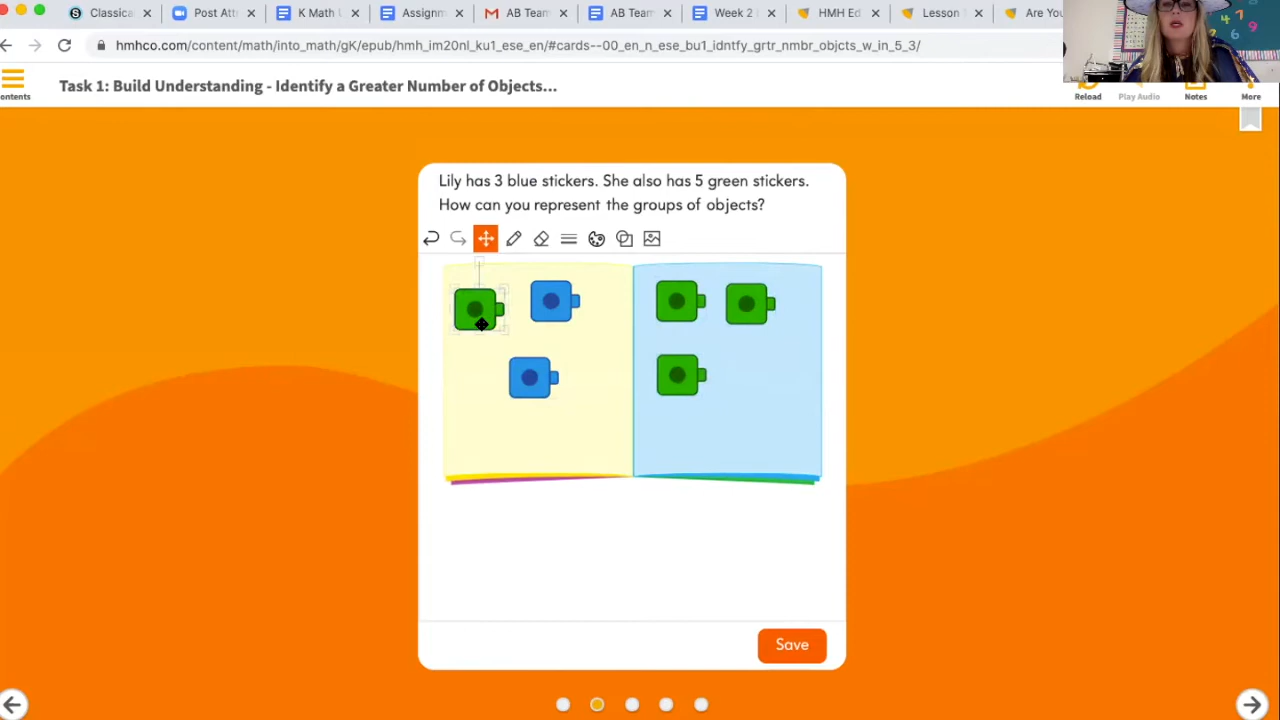 Classica
Post Att
K Math U
Assignm
AB Team
AB Team
Week 2
HMH Ed
Lesson
Are You
hmhco.com/content/math/into_math/gK/epub/hmh_im20nl_ku1_ese_en/#cards--00_en_n_ese_bu1_idntfy_grtr_nmbr_objcts_w_in_5_3/
ontents
Task 1: Build Understanding - Identify a Greater Number of Objects...
Reload
Play Audio
Notes
More
Lily has 3 blue stickers. She also has 5 green stickers.
How can you represent the groups of objects?
Save